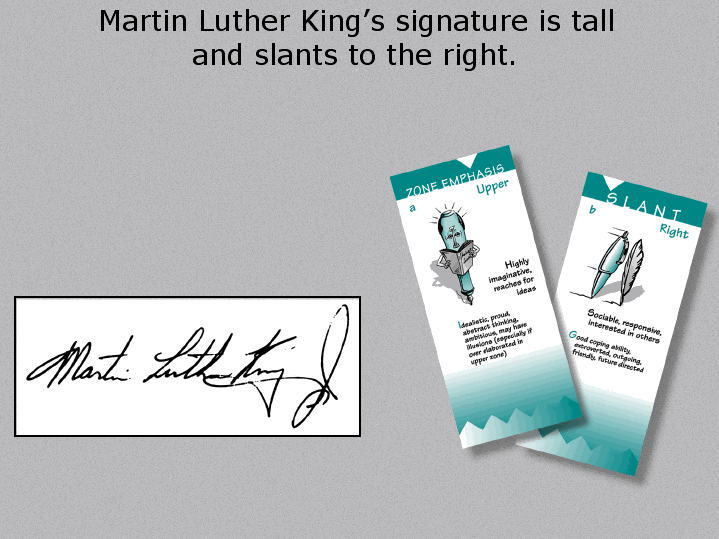 Martin Luther King’s signature is tall
and slants to the right.
ZONE EMPHASIS
a
Upper
Highly
imaginative,
reaches for
ideas
Idealistic, proud,
abstract thinking,
ambitious, may have
illusions (especially if
over elaborated in
upper zone)
SLANT
b
Right
Sociable, responsive,
interested in others
Good coping ability,
extroverted, outgoing,
friendly, future directed
Martin Luther King Jr